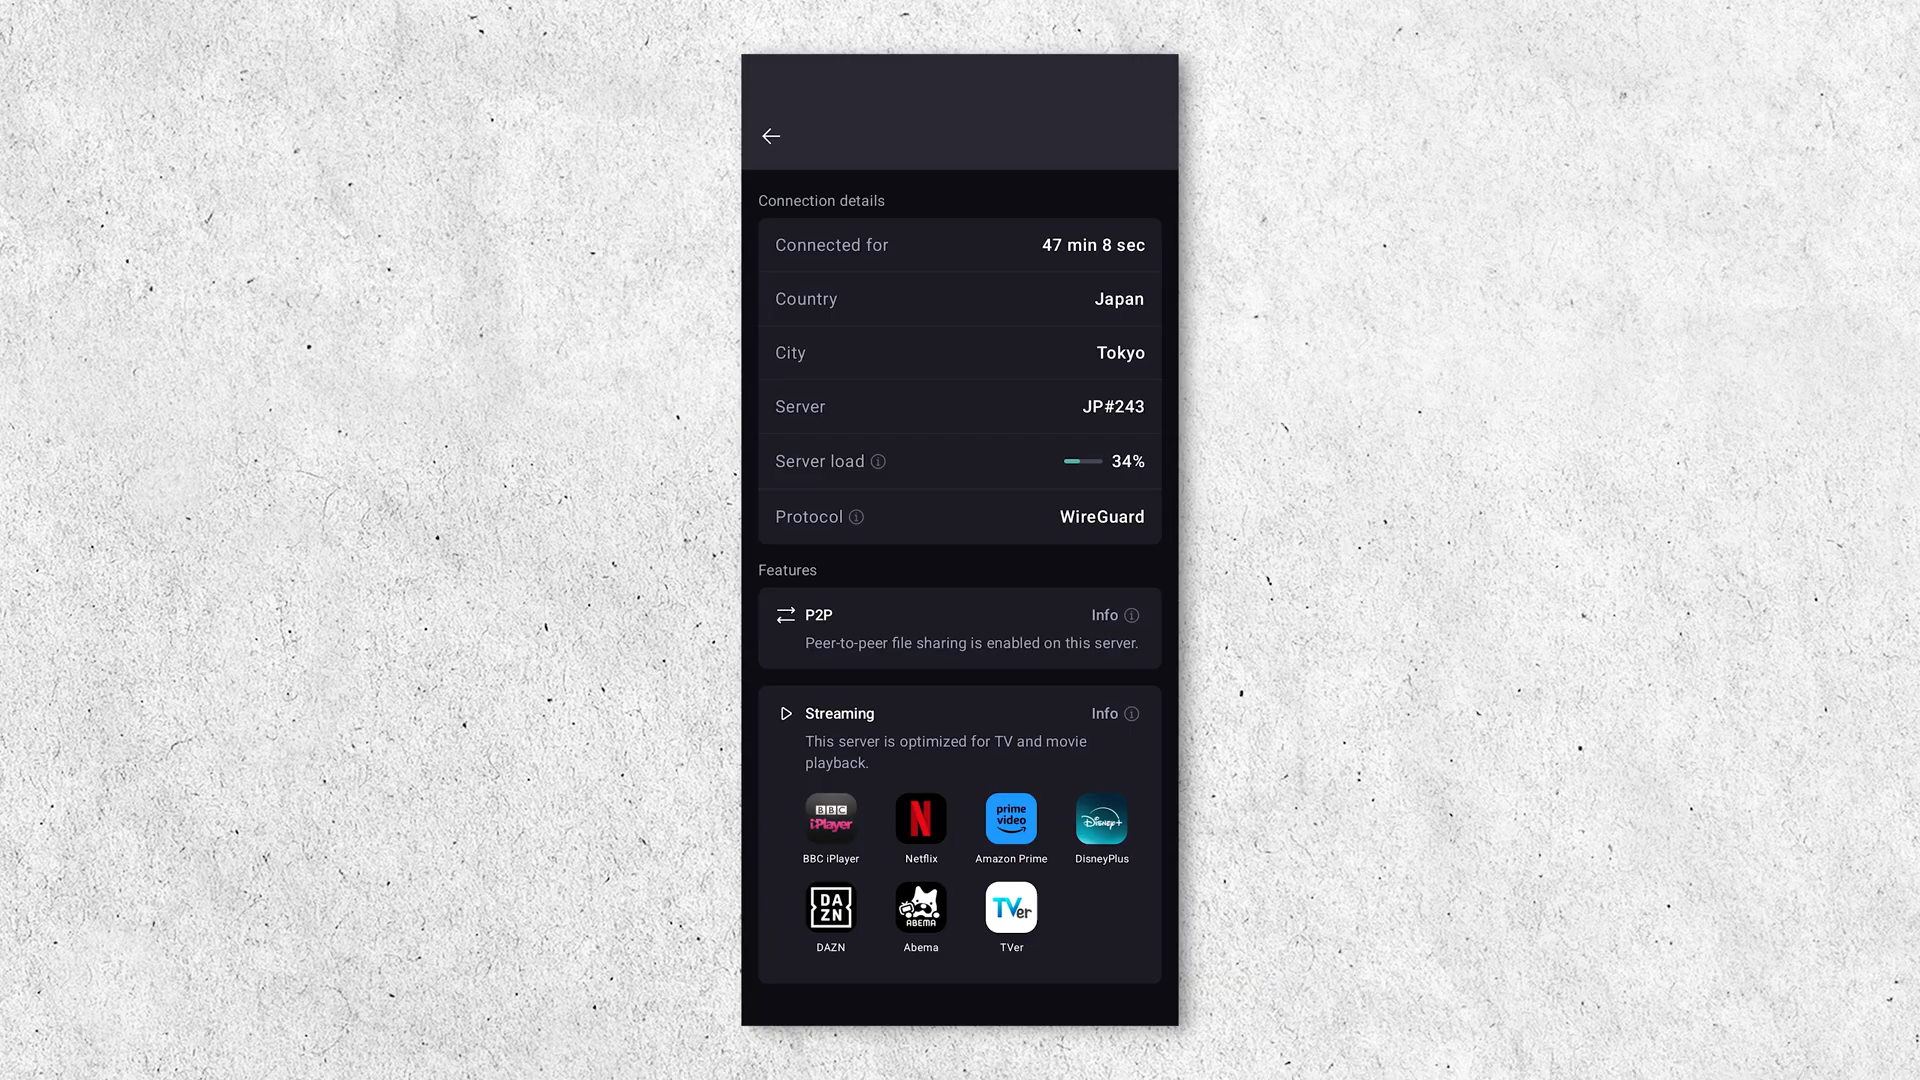 Connection details
Connected for 47 min 8 sec
Country Japan
City Tokyo
Server JP#243
Server load 34%
Protocol WireGuard
Features
P2P Info
Peer-to-peer file sharing is enabled on this server.
Streaming Info
This server is optimized for TV and movie
playback.
BBC iPlayer
N
prime video
Disney+
BBC iPlayer
Netflix
Amazon Prime
DisneyPlus
DA ZN
ABEMA
TVer
DAZN
Abema
TVer